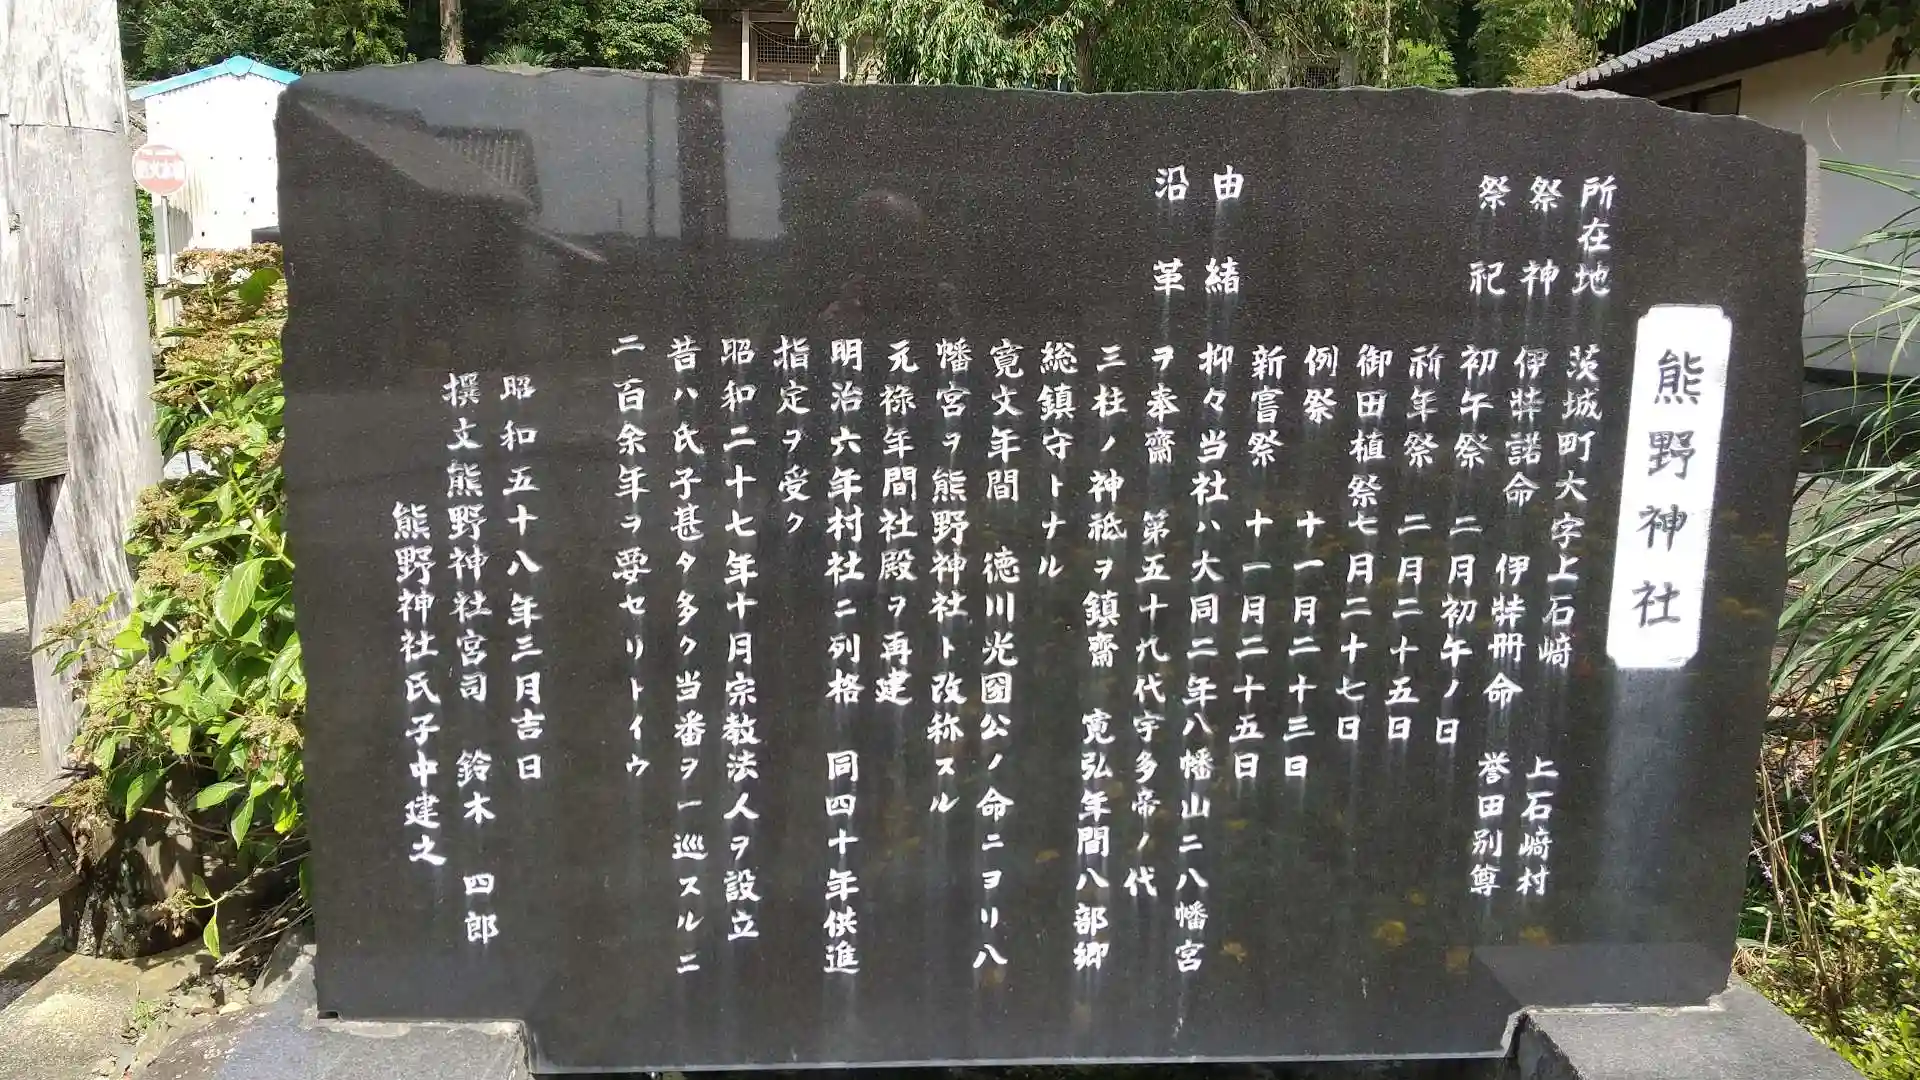 熊野神社
所在地 茨城町大字上石﨑 上石﨑村
祭神 伊弉諾命 伊弉册命 誉田別尊
祭祀 初午祭 二月初午ノ日
祈年祭 二月二十五日
御田植祭七月二十七日
例祭 十一月二十三日
新嘗祭 十一月二十五日
由緒 抑々当社ハ大同二年八幡山ニ八幡宮
沿革 ヲ奉齋 第五十九代宇多帝ノ代
三柱ノ神祇ヲ鎮齋 寛弘年間八部郷
総鎮守トナル
寛文年間 徳川光圀公ノ命ニヨリ八
幡宮ヲ熊野神社ト改称スル
元禄年間社殿ヲ再建
明治六年村社ニ列格 同四十年供進
指定ヲ受ク
昭和二十七年十月宗教法人ヲ設立
昔ハ氏子甚タ多ク当番ヲ一巡スルニ
二百余年ヲ要セリトイウ
昭和五十八年三月吉日
撰文熊野神社宮司 鈴木四郎
熊野神社氏子中建之